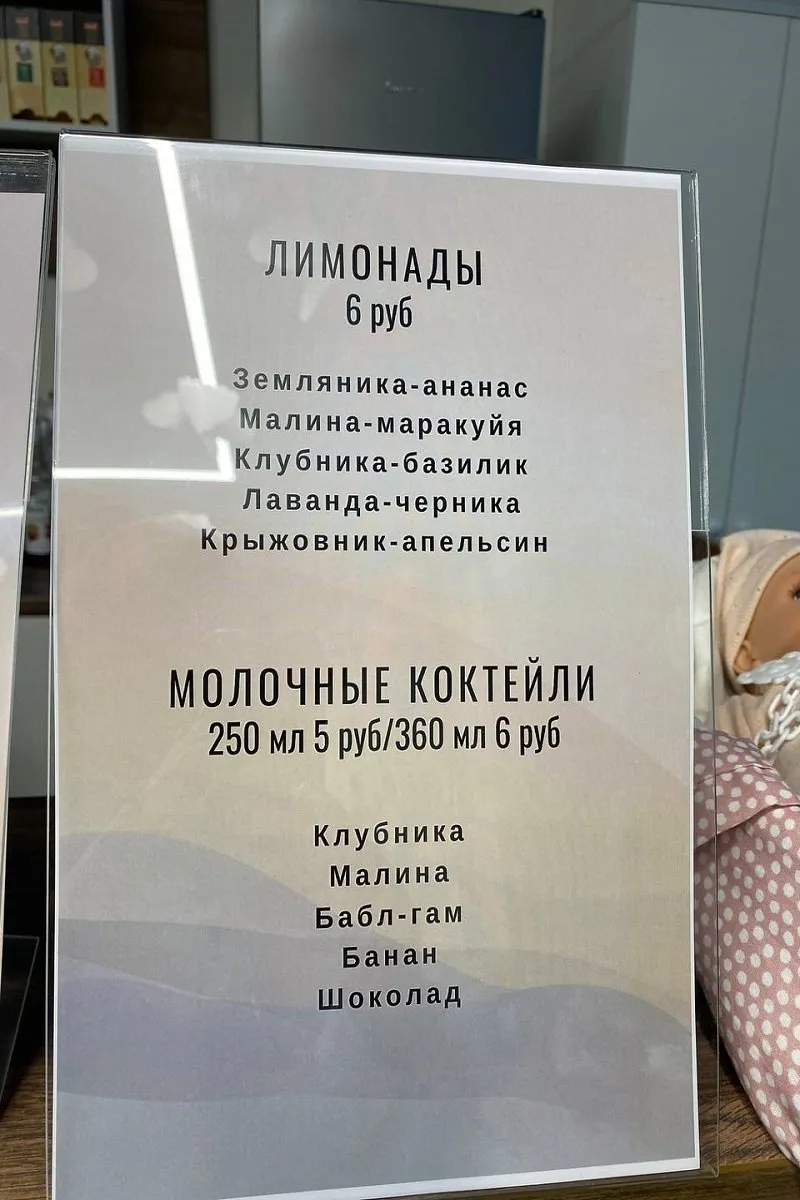 ЛИМОНАДЫ
6 руб
Земляника-ананас
Малина-маракуйя
Клубника-базилик
Лаванда-черника
Крыжовник-апельсин
МОЛОЧНЫЕ КОКТЕЙЛИ
250 мл 5 руб/360 мл 6 руб
Клубника
Малина
Бабл-гам
Банан
Шоколад